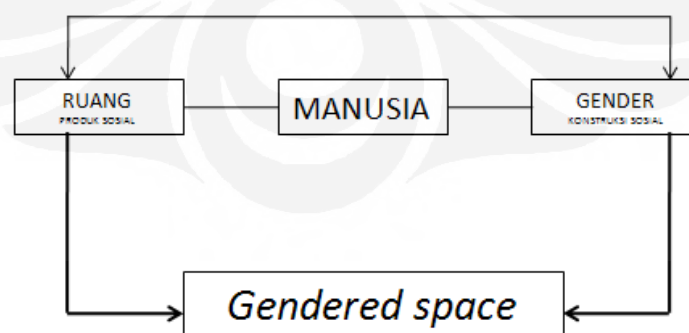 RUANG
PRODUK SOSIAL
MANUSIA
GENDER
KONSTRUKSI SOSIAL
Gendered space